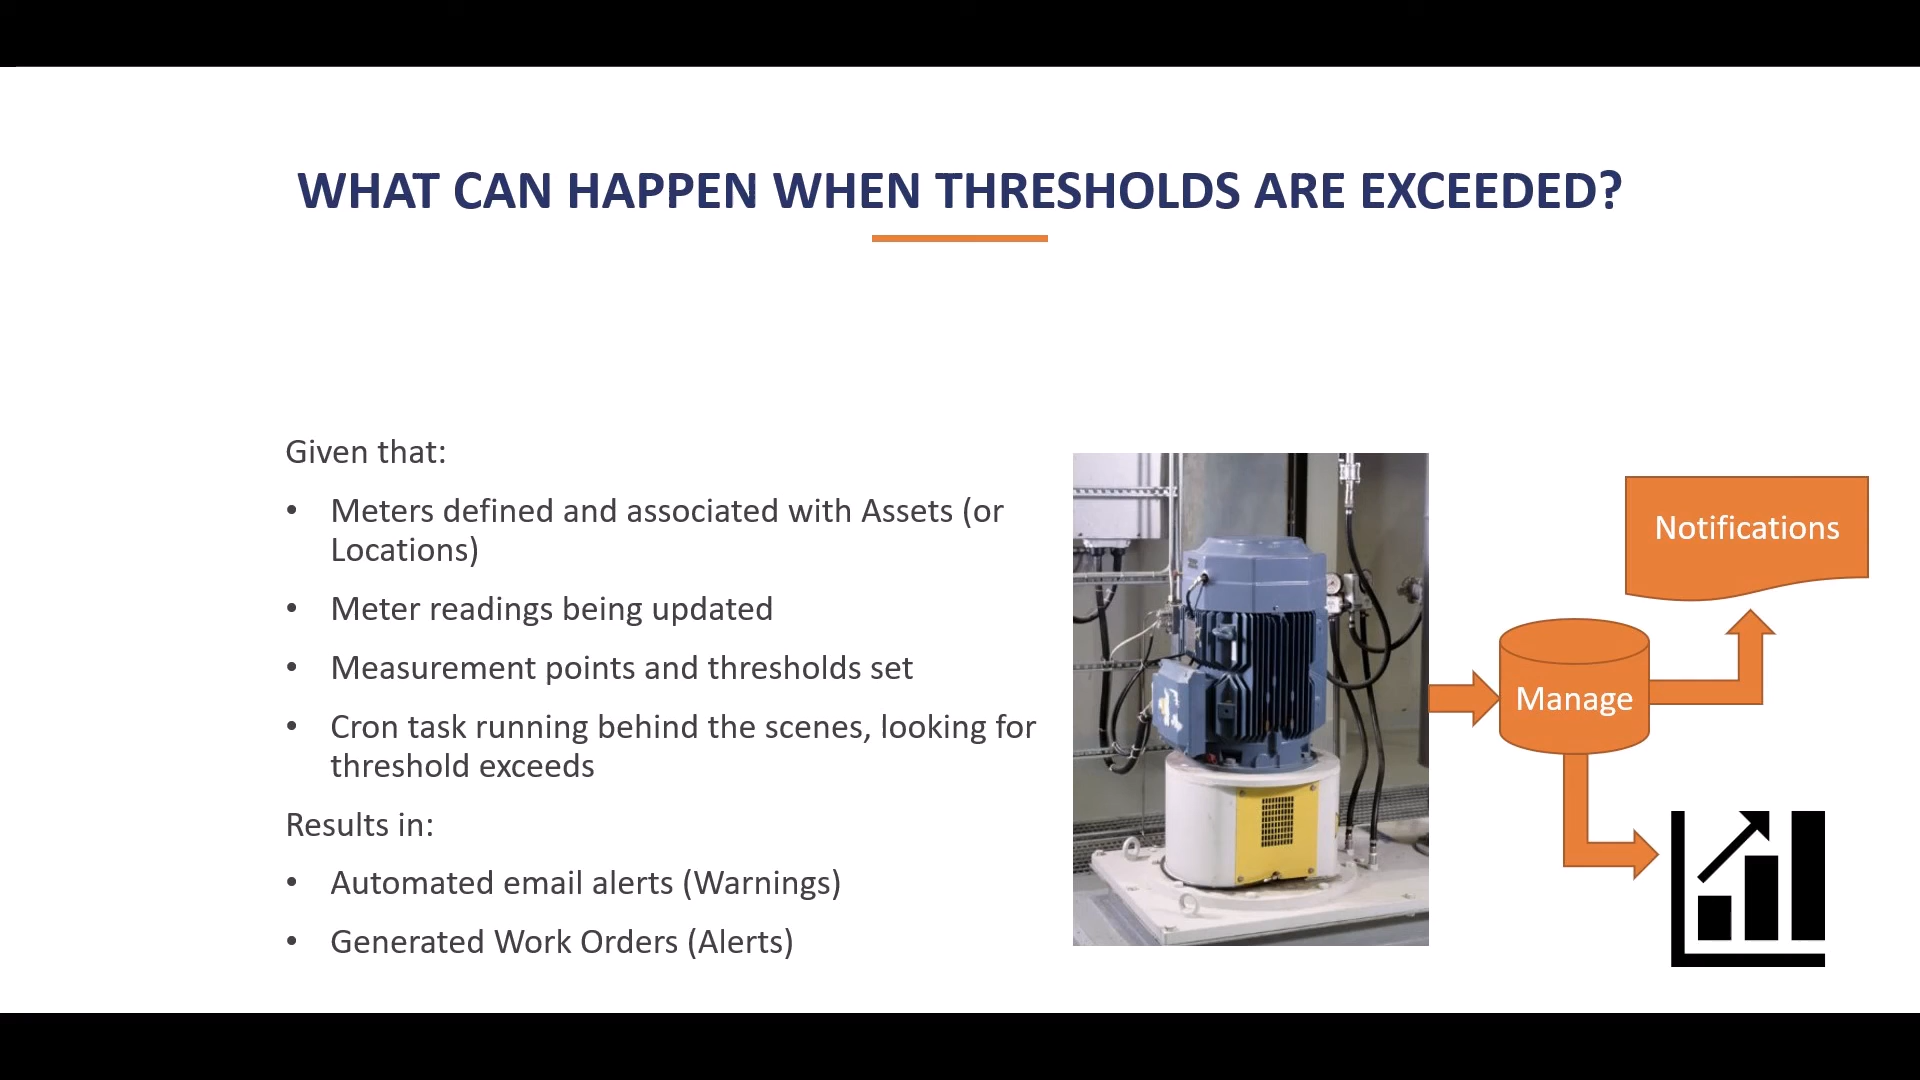 WHAT CAN HAPPEN WHEN THRESHOLDS ARE EXCEEDED?
Given that:
• Meters defined and associated with Assets (or
Locations)
• Meter readings being updated
• Measurement points and thresholds set
• Cron task running behind the scenes, looking for
threshold exceeds
Results in:
• Automated email alerts (Warnings)
• Generated Work Orders (Alerts)
Notifications
Manage